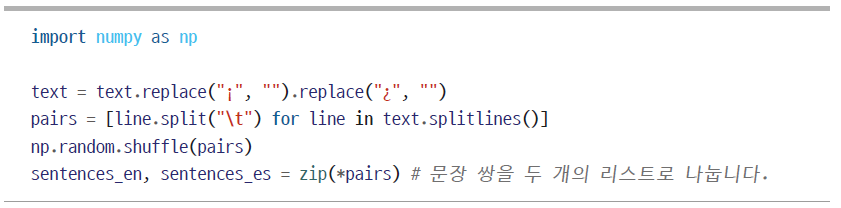 import numpy as np
text = text.replace("¡", "").replace("¿", "")
pairs = [line.split("\t") for line in text.splitlines()]
np.random.shuffle(pairs)
sentences_en, sentences_es = zip(*pairs) # 문장 쌍을 두 개의 리스트로 나눕니다.